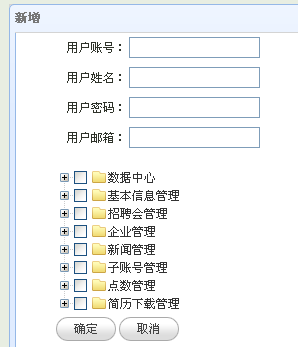 新增
用户账号：
用户姓名：
用户密码：
用户邮箱：
数据中心
基本信息管理
招聘会管理
企业管理
新闻管理
子账号管理
点数管理
简历下载管理
确定 取消